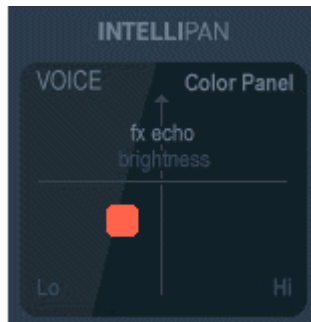 INTELLIPAN
VOICE Color Panel
fx echo
brightness
Lo Hi